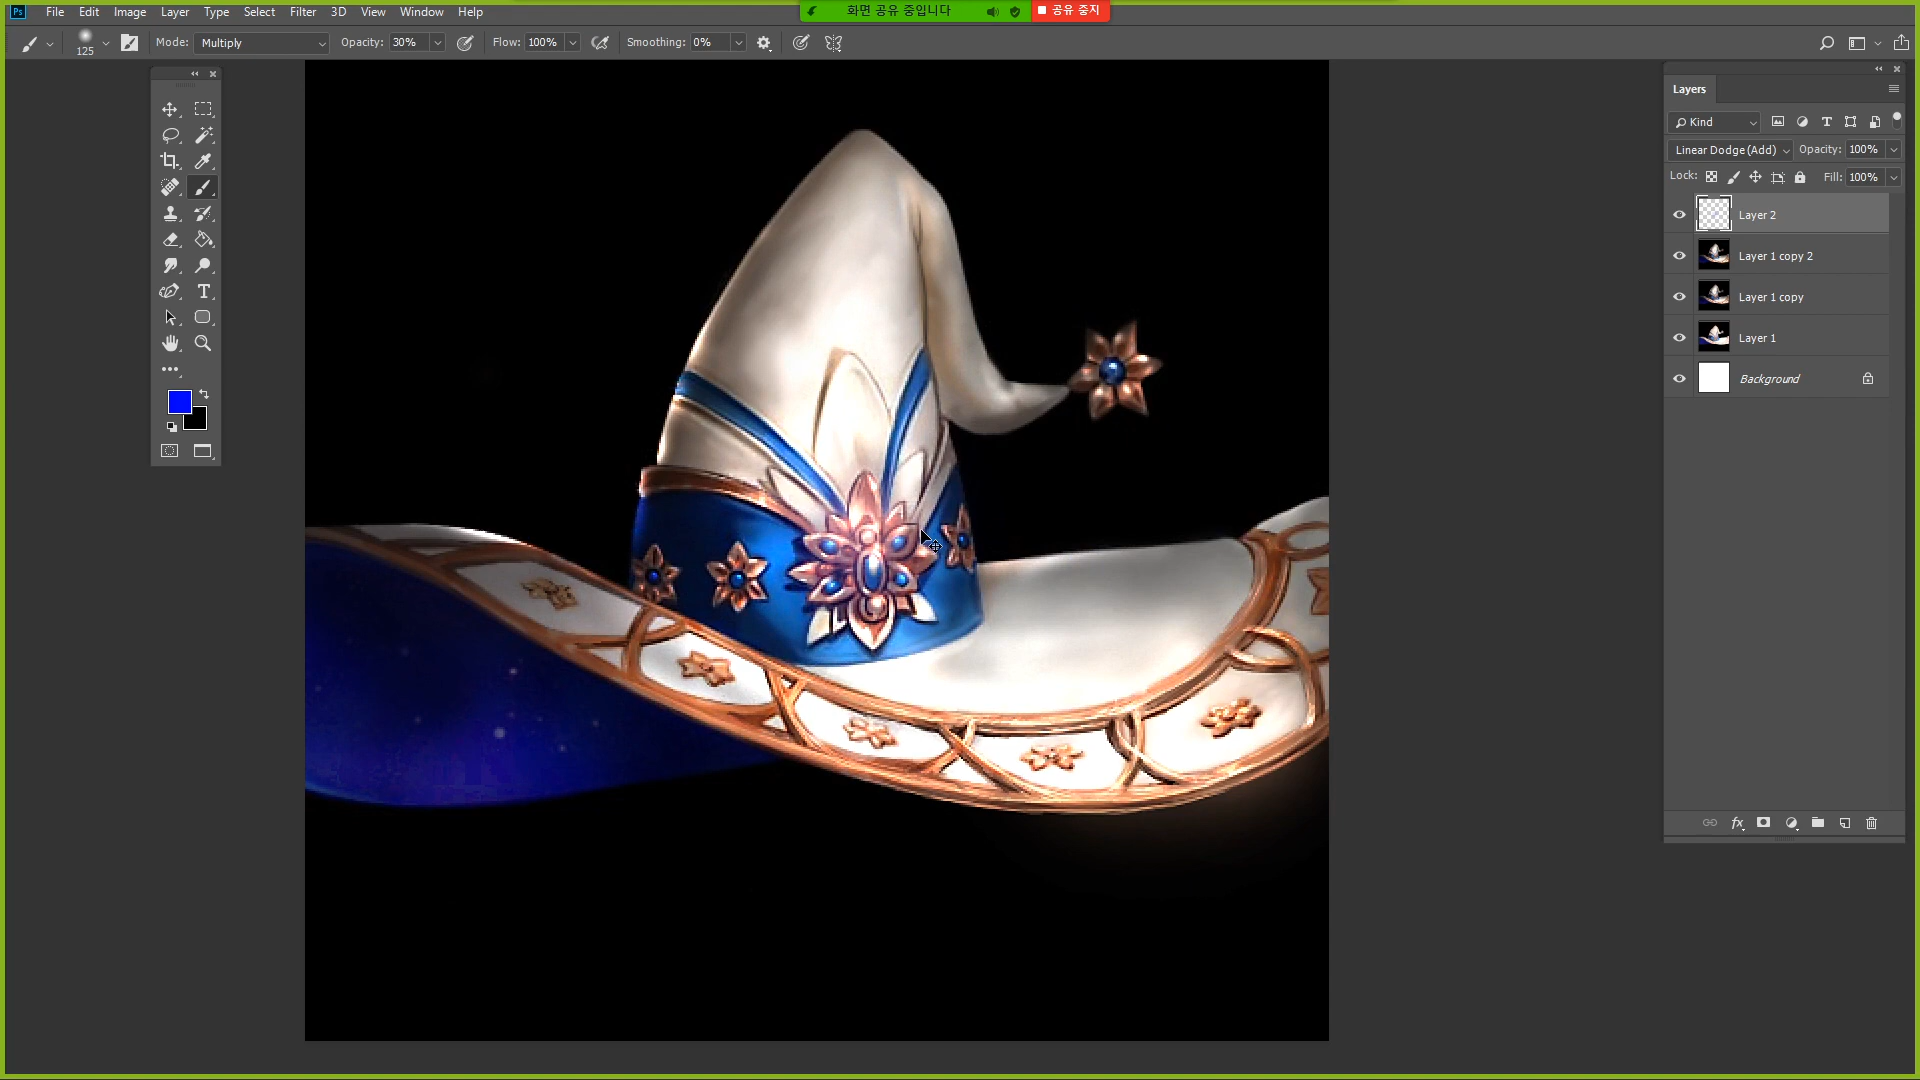 화면 공유 중입니다 공유 중지
Ps File Edit Image Layer Type Select Filter 3D View Window Help
125 Mode: Multiply Opacity: 30% Flow: 100% Smoothing: 0%
Layers
Kind
Linear Dodge (Add) Opacity: 100%
Lock: Fill: 100%
Layer 2
Layer 1 copy 2
Layer 1 copy
Layer 1
Background
fx